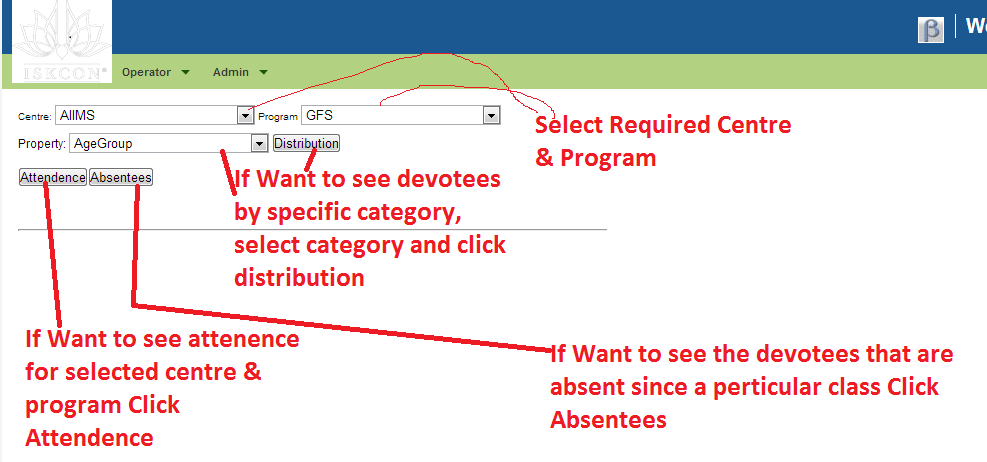 β
We
ISKCON®
Operator Admin
Centre: AIIMS Program GFS
Property: AgeGroup Distribution
Attendence Absentees
Select Required Centre
& Program
If Want to see devotees
by specific category,
select category and click
distribution
If Want to see attenence
for selected centre &
program Click
Attendence
If Want to see the devotees that are
absent since a perticular class Click
Absentees